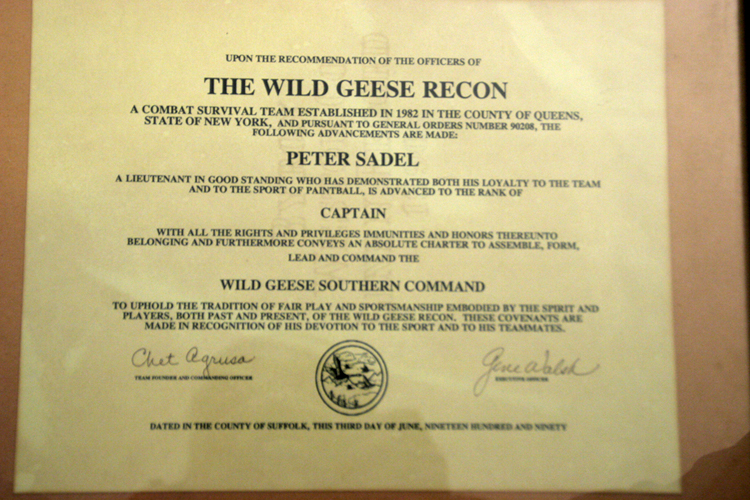 UPON THE RECOMMENDATION OF THE OFFICERS OF
THE WILD GEESE RECON
A COMBAT SURVIVAL TEAM ESTABLISHED IN 1982 IN THE COUNTY OF QUEENS,
STATE OF NEW YORK, AND PURSUANT TO GENERAL ORDERS NUMBER 90208, THE
FOLLOWING ADVANCEMENTS ARE MADE:
PETER SADEL
A LIEUTENANT IN GOOD STANDING WHO HAS DEMONSTRATED BOTH HIS LOYALTY TO THE TEAM
AND TO THE SPORT OF PAINTBALL, IS ADVANCED TO THE RANK OF
CAPTAIN
WITH ALL THE RIGHTS AND PRIVILEGES IMMUNITIES AND HONORS THEREUNTO
BELONGING AND FURTHERMORE CONVEYS AN ABSOLUTE CHARTER TO ASSEMBLE, FORM,
LEAD AND COMMAND THE
WILD GEESE SOUTHERN COMMAND
TO UPHOLD THE TRADITION OF FAIR PLAY AND SPORTSMANSHIP EMBODIED BY THE SPIRIT AND
PLAYERS, BOTH PAST AND PRESENT, OF THE WILD GEESE RECON. THESE COVENANTS ARE
MADE IN RECOGNITION OF HIS DEVOTION TO THE SPORT AND TO HIS TEAMMATES.
Chet Agrusa
Gene Walsh
TEAM FOUNDER AND COMMANDING OFFICER
EXECUTIVE OFFICER
DATED IN THE COUNTY OF SUFFOLK, THIS THIRD DAY OF JUNE, NINETEEN HUNDRED AND NINETY